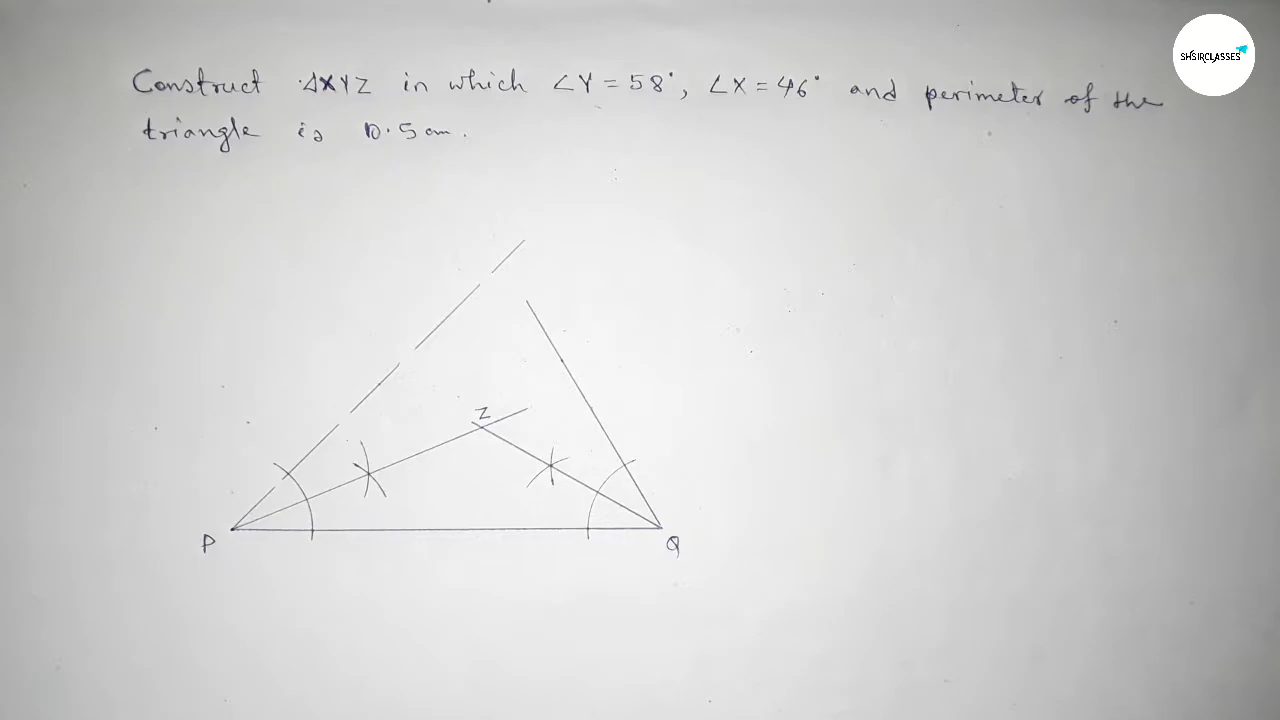 SHSIRCLASSES
Construct ΔXYZ in which ∠Y = 58°, ∠X = 46° and perimeter of the
triangle is 10.5 cm.
Z
P
Q